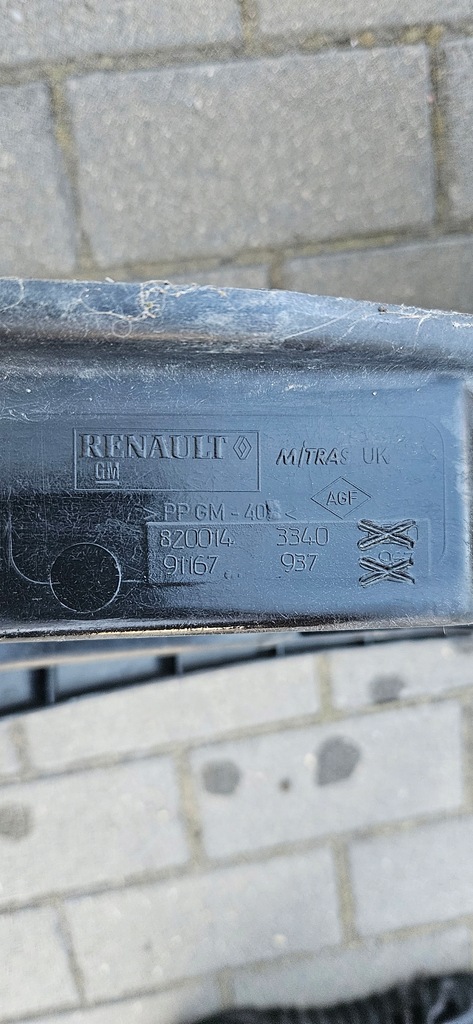 RENAULT
GM
M/TRAS UK
AGF
>PP GM-40%<
820014 3340
91167 937